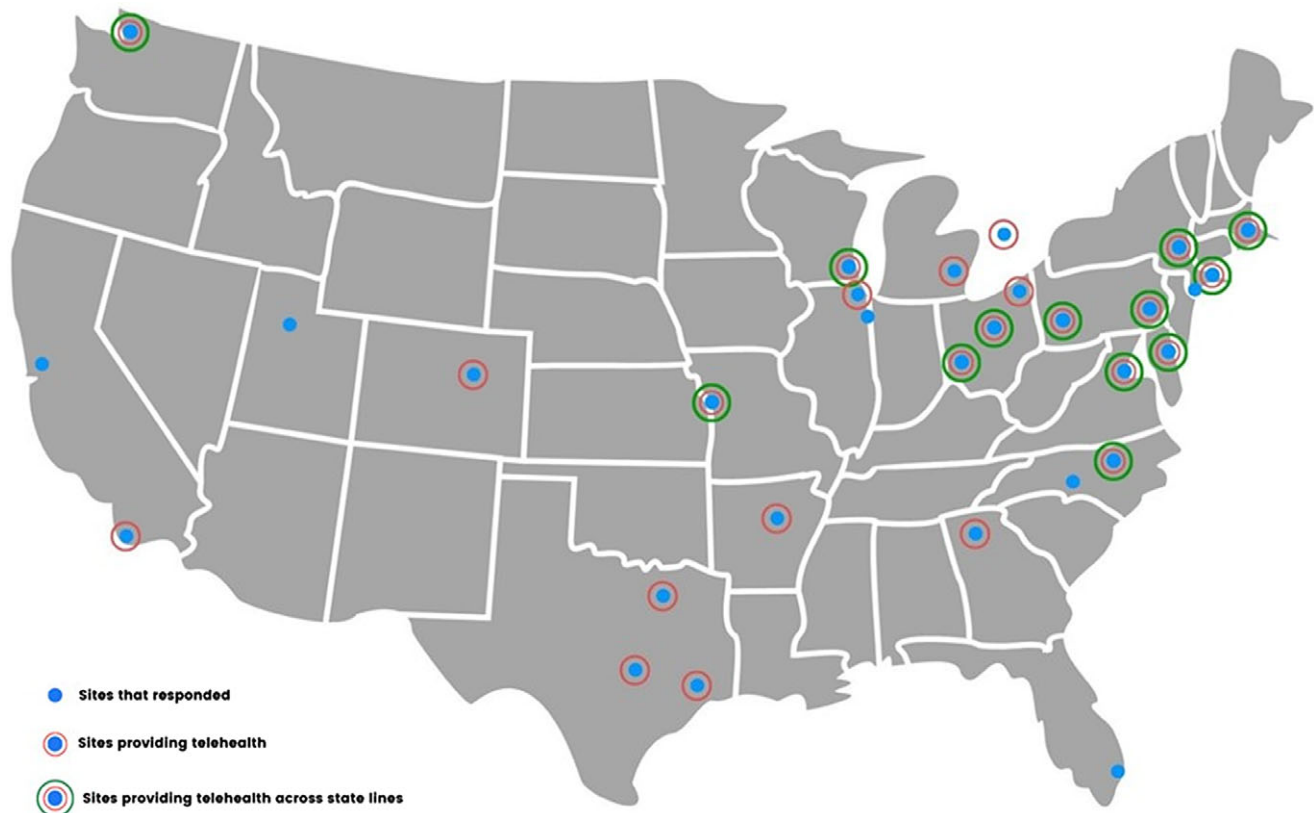 Sites that responded
Sites providing telehealth
Sites providing telehealth across state lines